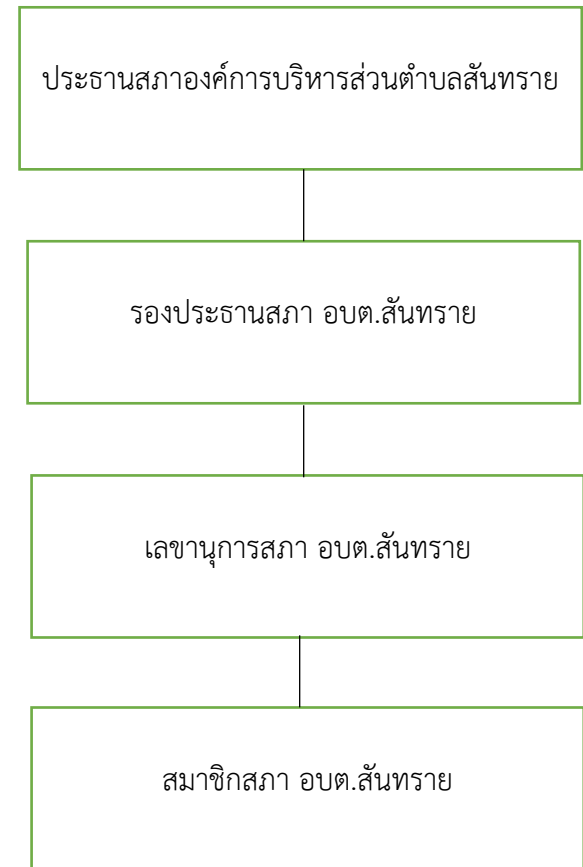 ประธานสภาองค์การบริหารส่วนตำบลสันทราย
รองประธานสภา อบต.สันทราย
เลขานุการสภา อบต.สันทราย
สมาชิกสภา อบต.สันทราย